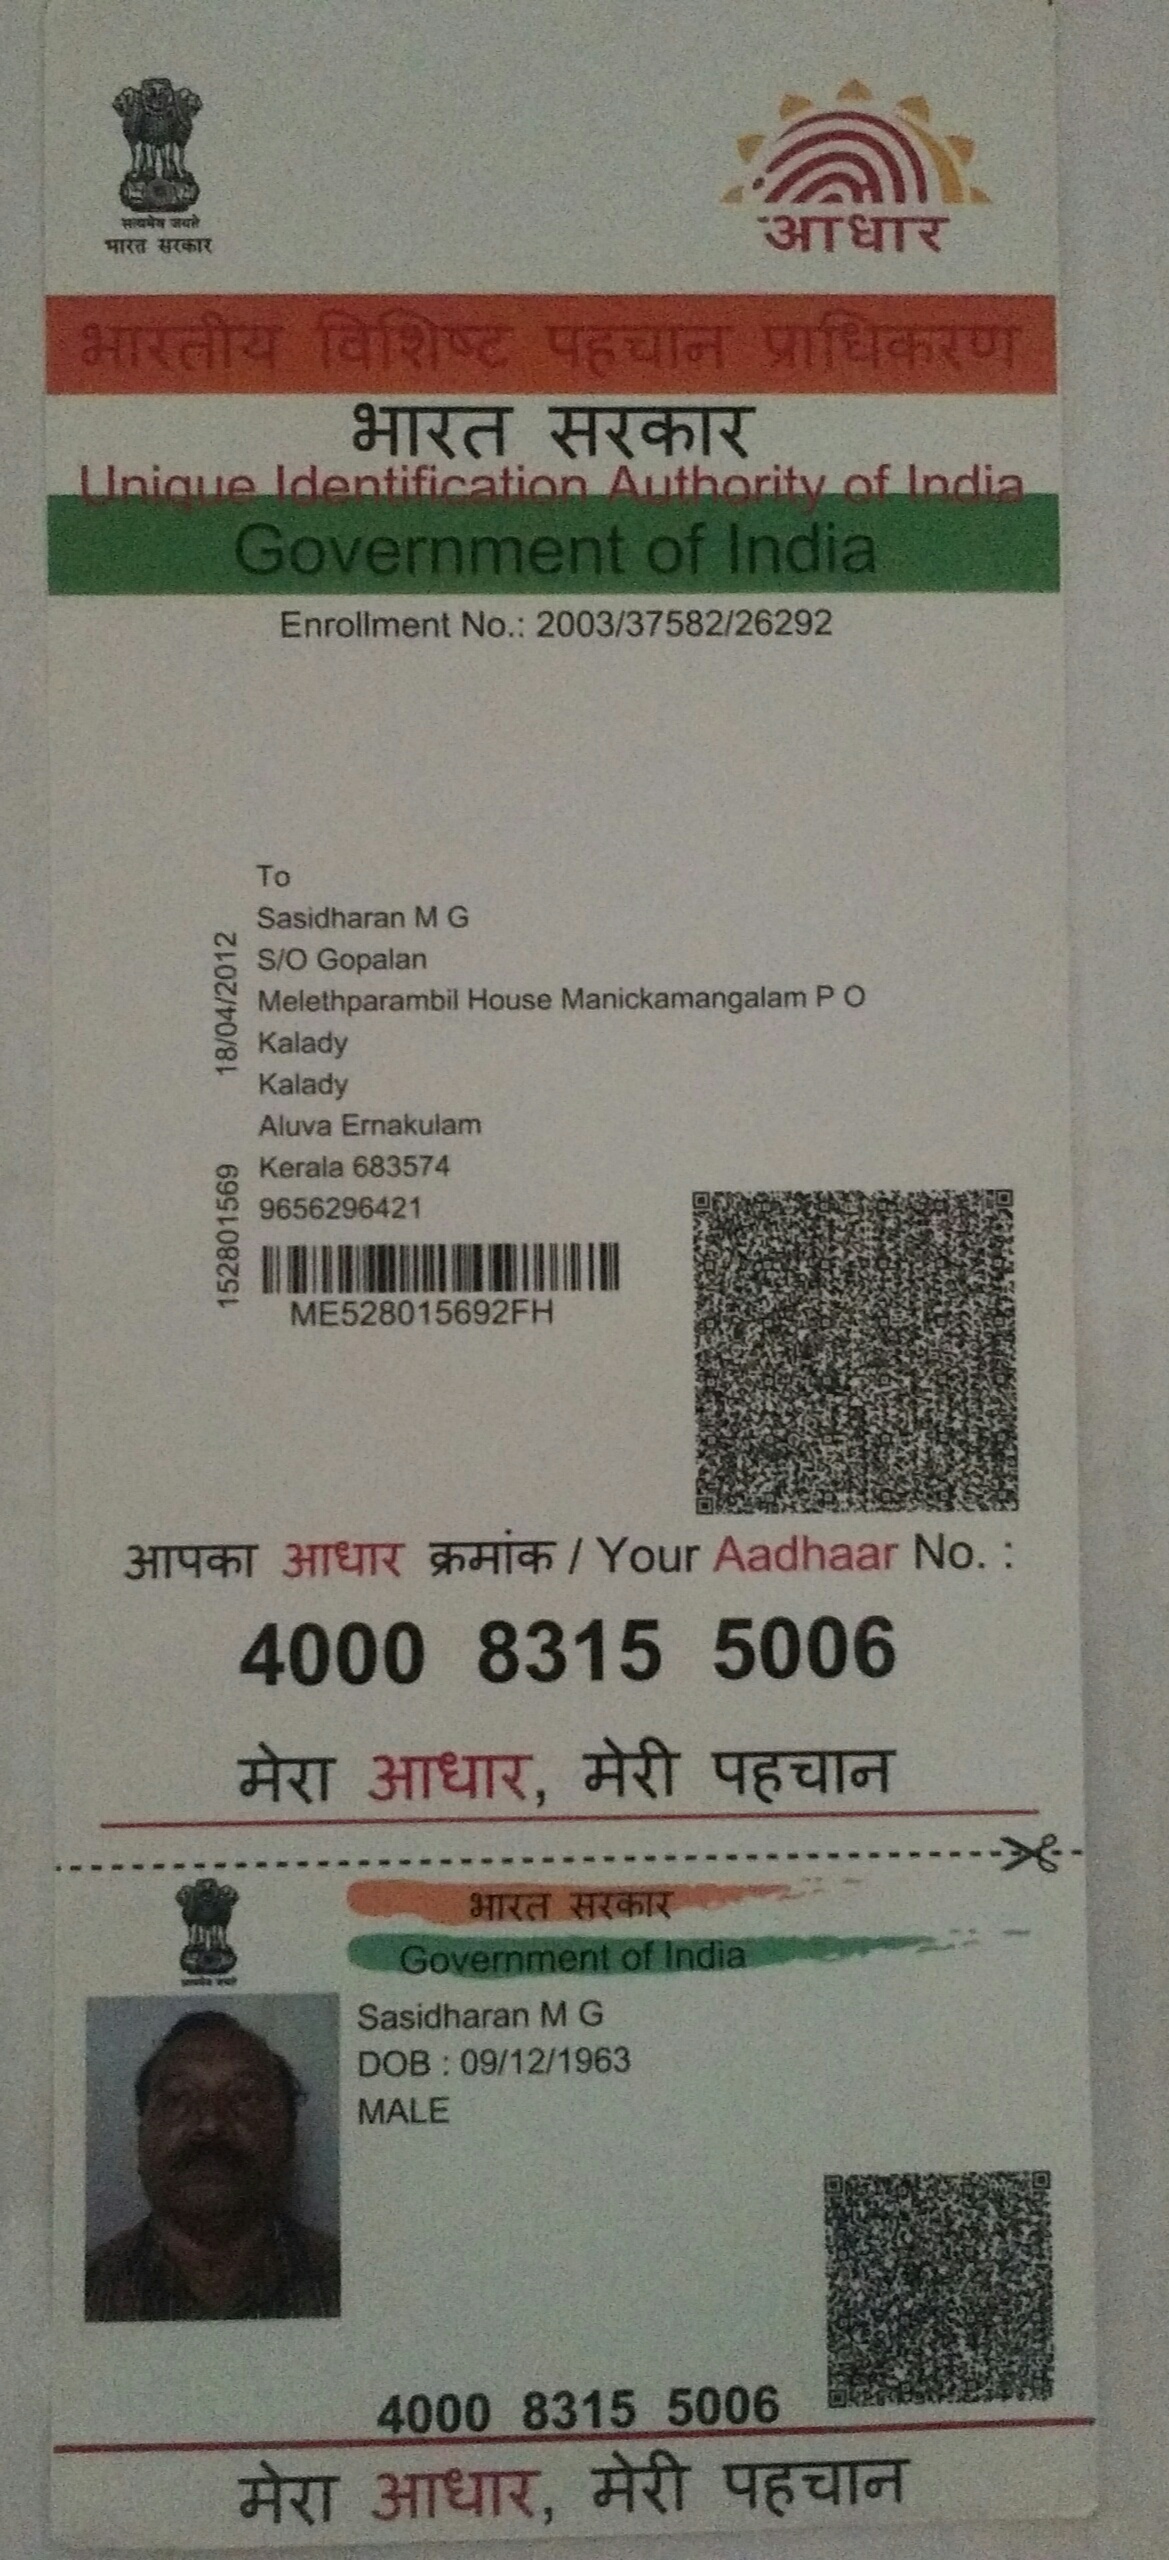 सत्यमेव जयते
भारत सरकार
आधार
भारतीय विशिष्ट पहचान प्राधिकरण
भारत सरकार
Unique Identification Authority of India
Government of India
Enrollment No.: 2003/37582/26292
To
Sasidharan M G
S/O Gopalan
Melethparambil House Manickamangalam P O
Kalady
Kalady
Aluva Ernakulam
Kerala 683574
9656296421
18/04/2012
152801569
ME528015692FH
आपका आधार क्रमांक / Your Aadhaar No. :
4000 8315 5006
मेरा आधार, मेरी पहचान
भारत सरकार
Government of India
Sasidharan M G
DOB : 09/12/1963
MALE
4000 8315 5006
मेरा आधार, मेरी पहचान